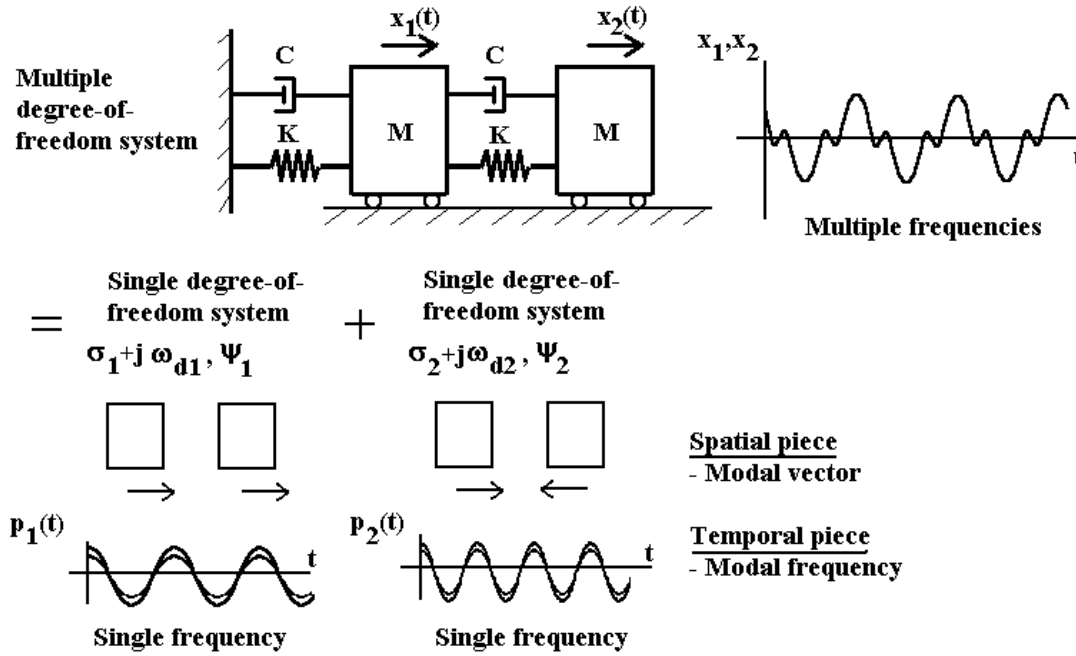 x1(t)
x2(t)
x1,x2
C
C
Multiple
degree-of-
freedom system
K
M
K
M
t
Multiple frequencies
Single degree-of-
freedom system
σ1+j ωd1 , Ψ1
=
+
Single degree-of-
freedom system
σ2+jωd2 , Ψ2
Spatial piece
- Modal vector
p1(t)
t
Single frequency
p2(t)
t
Single frequency
Temporal piece
- Modal frequency